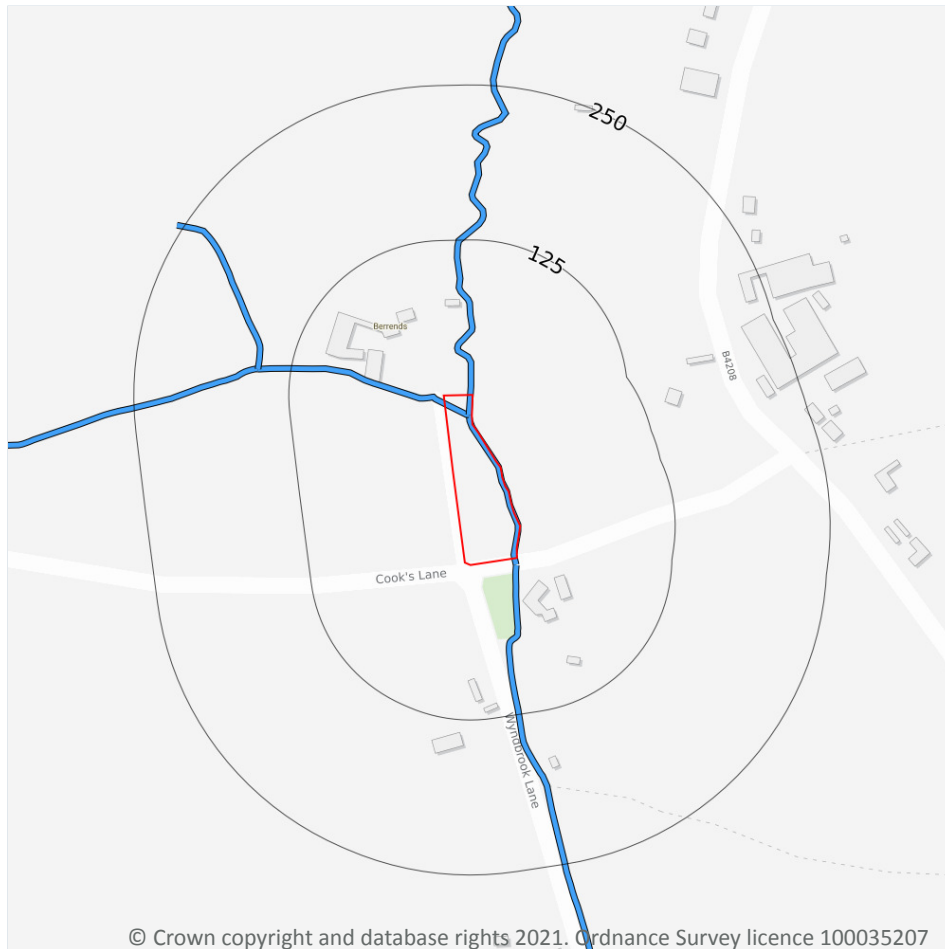 250
125
Berrends
B4208
Cook's Lane
Wyndbrook Lane
© Crown copyright and database rights 2021. Ordnance Survey licence 100035207